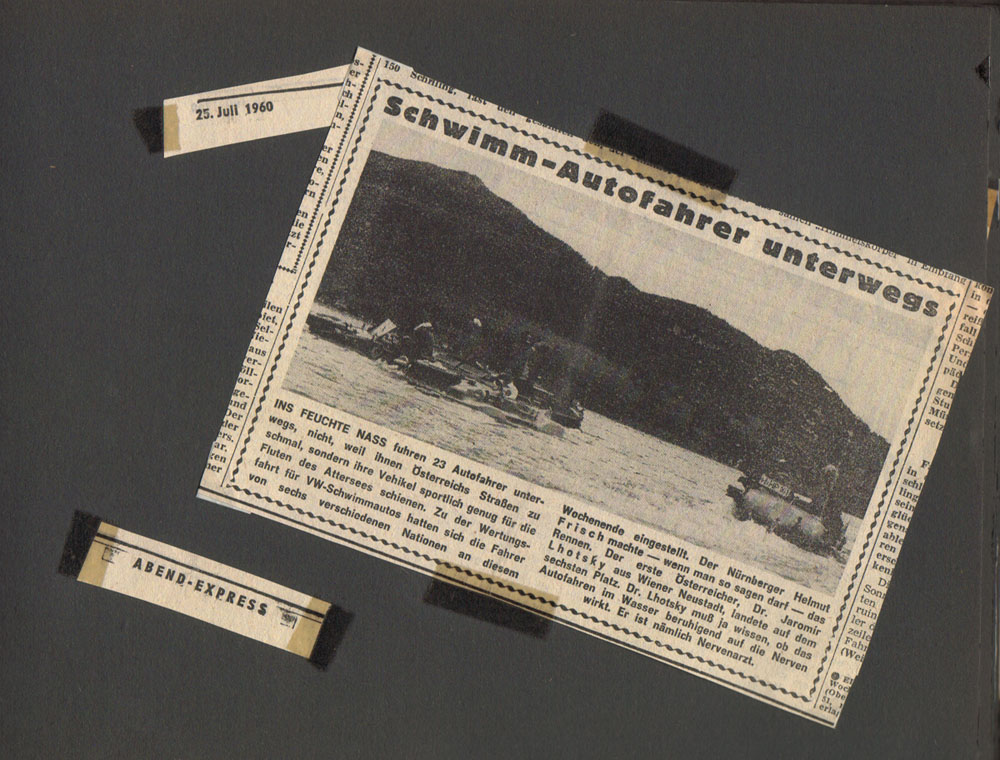 25. Juli 1960
150 Schilling, fast den
Schwimm-Autofahrer unterwegs
INS FEUCHTE NASS fuhren 23 Autofahrer unter-
wegs, nicht, weil ihnen Österreichs Straßen zu
schmal, sondern ihre Vehikel sportlich genug für die
Fluten des Attersees schienen. Zu der Wertungs-
fahrt für VW-Schwimmautos hatten sich die Fahrer
von sechs verschiedenen Nationen an diesem
Wochenende eingestellt. Der Nürnberger Helmut
Frisch machte — wenn man so sagen darf — das
Rennen. Der erste Österreicher, Dr. Jaromir
Lhotsky aus Wiener Neustadt, landete auf dem
sechsten Platz. Dr. Lhotsky muß ja wissen, ob das
Autofahren im Wasser beruhigend auf die Nerven
wirkt. Er ist nämlich Nervenarzt.
ABEND-EXPRESS